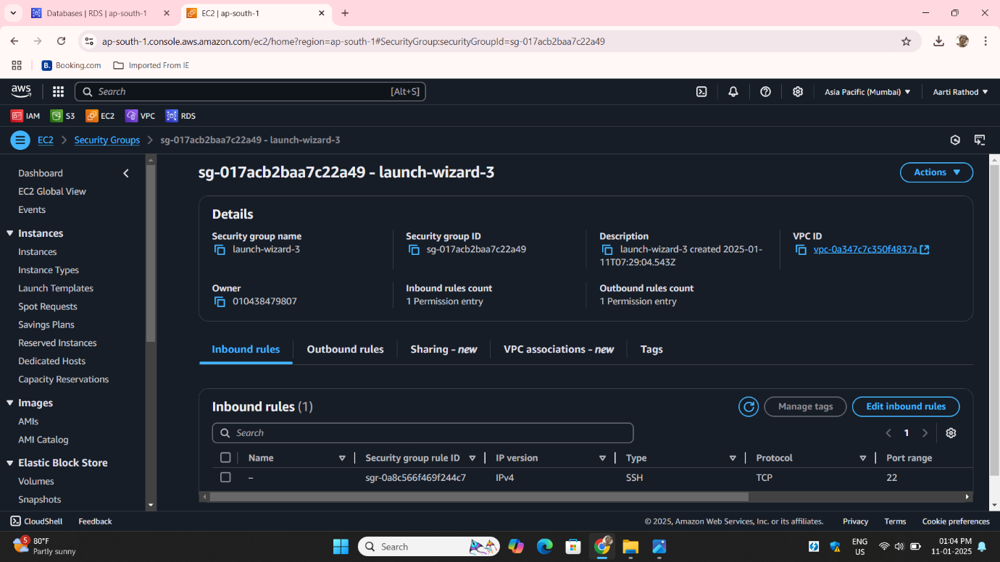 Databases | RDS | ap-south-1
EC2 | ap-south-1
ap-south-1.console.aws.amazon.com/ec2/home?region=ap-south-1#SecurityGroup:securityGroupId=sg-017acb2baa7c22a49
B. Booking.com
Imported From IE
aws
Search
[Alt+S]
Asia Pacific (Mumbai)
Aarti Rathod
IAM
S3
EC2
VPC
RDS
EC2
Security Groups
sg-017acb2baa7c22a49 - launch-wizard-3
Dashboard
EC2 Global View
Events
Instances
Instances
Instance Types
Launch Templates
Spot Requests
Savings Plans
Reserved Instances
Dedicated Hosts
Capacity Reservations
Images
AMIs
AMI Catalog
Elastic Block Store
Volumes
Snapshots
sg-017acb2baa7c22a49 - launch-wizard-3
Actions
Details
Security group name
launch-wizard-3
Security group ID
sg-017acb2baa7c22a49
Description
launch-wizard-3 created 2025-01-
11T07:29:04.543Z
VPC ID
vpc-0a347c7c350f4837a
Owner
010438479807
Inbound rules count
1 Permission entry
Outbound rules count
1 Permission entry
Inbound rules
Outbound rules
Sharing - new
VPC associations - new
Tags
Inbound rules (1)
Manage tags
Edit inbound rules
Search
1
Name
Security group rule ID
IP version
Type
Protocol
Port range
–
sgr-0a8c566f469f244c7
IPv4
SSH
TCP
22
CloudShell
Feedback
© 2025, Amazon Web Services, Inc. or its affiliates.
Privacy
Terms
Cookie preferences
5
80°F
Partly sunny
Search
ENG
US
01:04 PM
11-01-2025